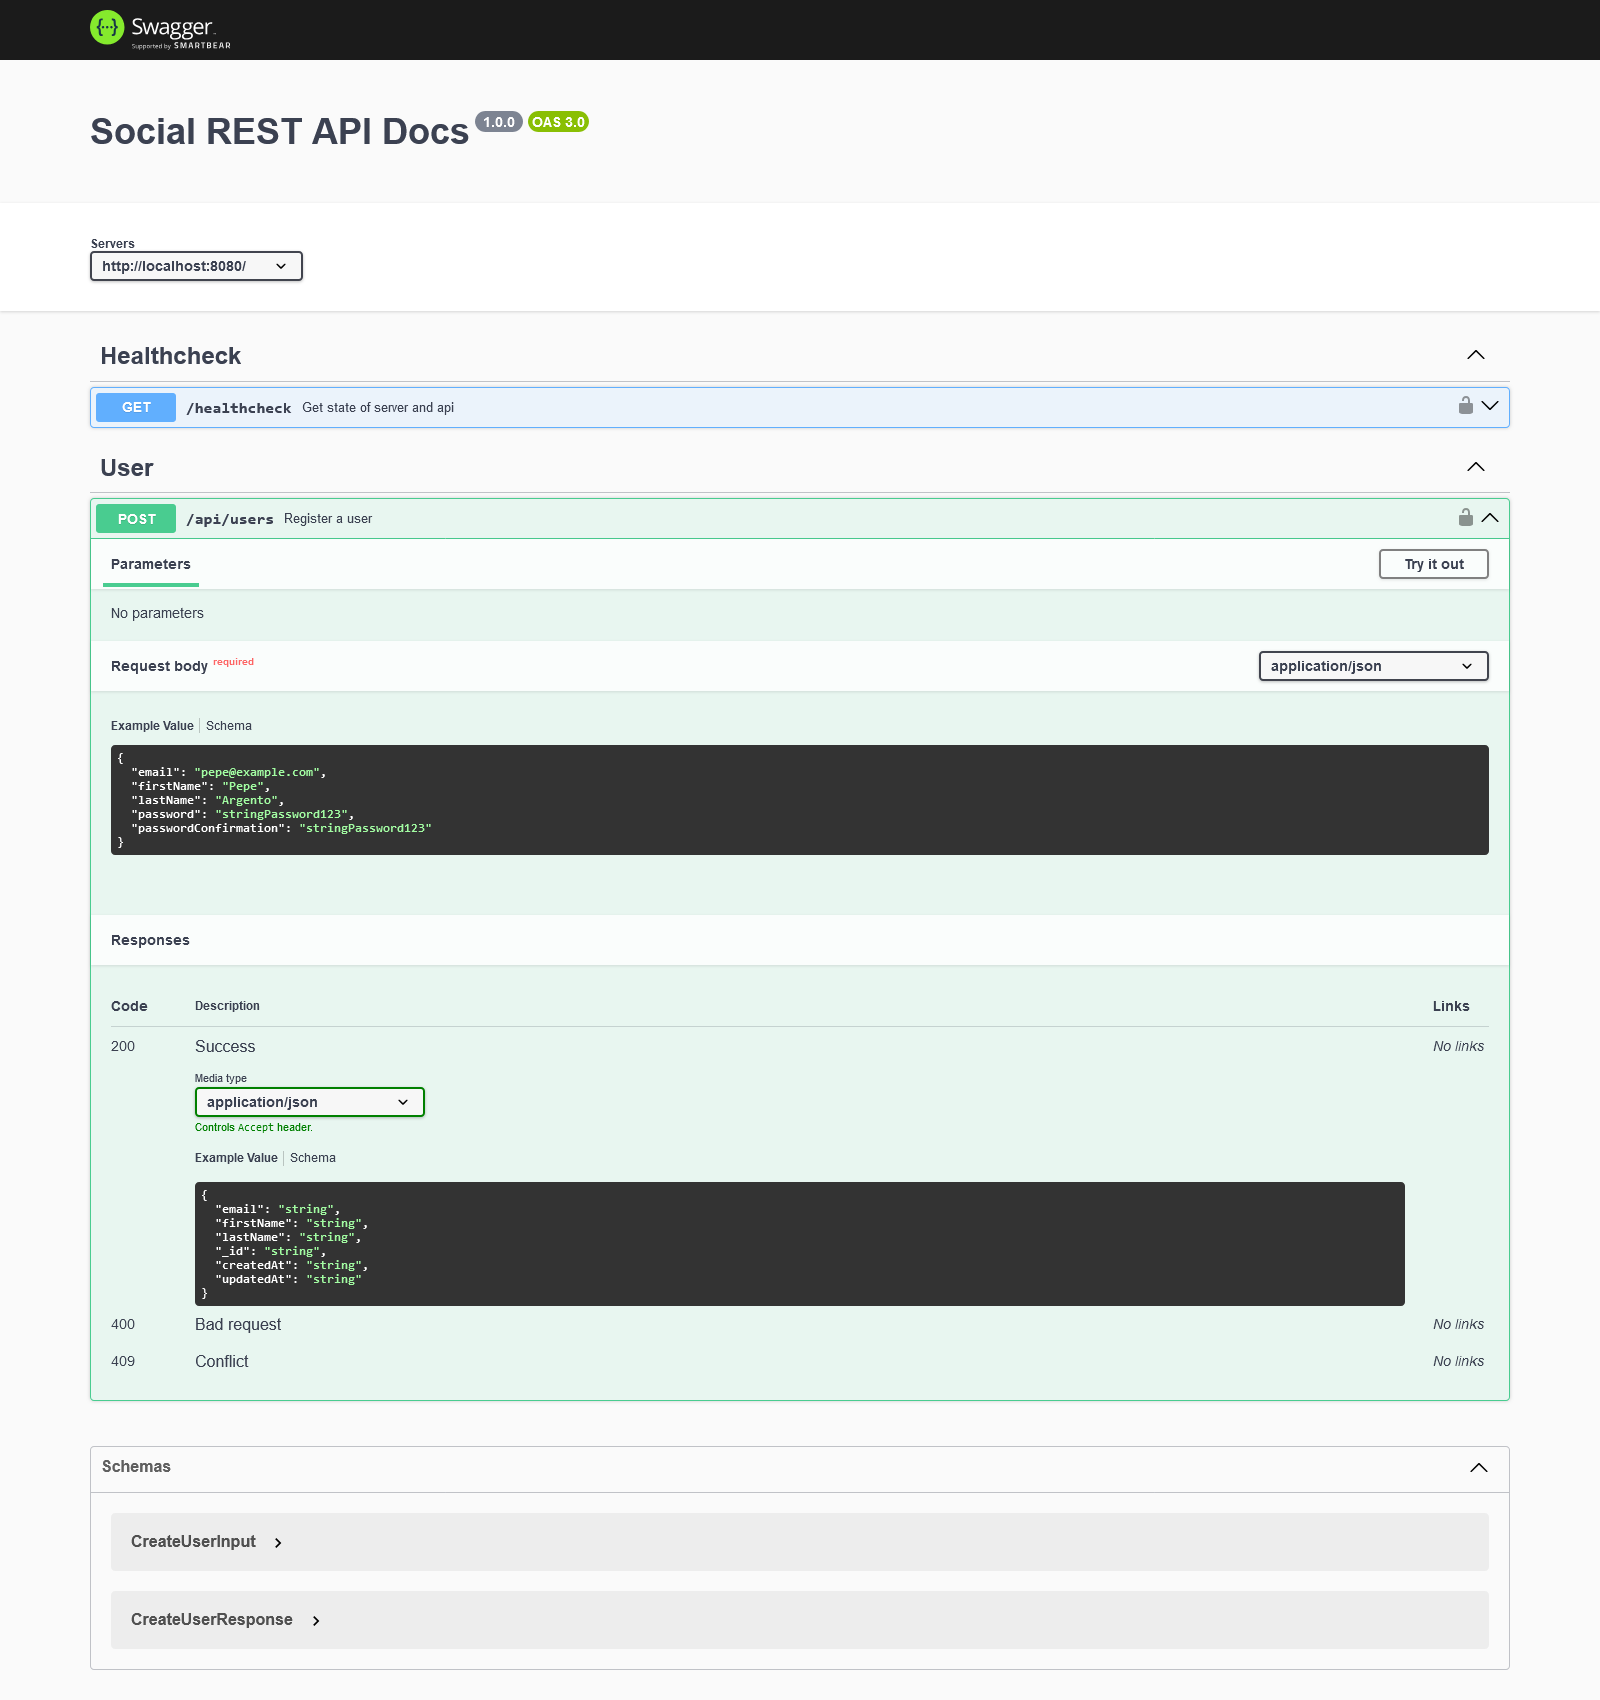 {···} Swagger.
Supported by SMARTBEAR
Social REST API Docs 1.0.0 OAS 3.0
Servers
http://localhost:8080/
Healthcheck
GET /healthcheck Get state of server and api
User
POST /api/users Register a user
Parameters Try it out
No parameters
Request body required application/json
Example Value Schema
{
  "email": "pepe@example.com",
  "firstName": "Pepe",
  "lastName": "Argento",
  "password": "stringPassword123",
  "passwordConfirmation": "stringPassword123"
}
Responses
Code Description Links
200 Success No links
Media type
application/json
Controls Accept header.
Example Value Schema
{
  "email": "string",
  "firstName": "string",
  "lastName": "string",
  "_id": "string",
  "createdAt": "string",
  "updatedAt": "string"
}
400 Bad request No links
409 Conflict No links
Schemas
CreateUserInput
CreateUserResponse